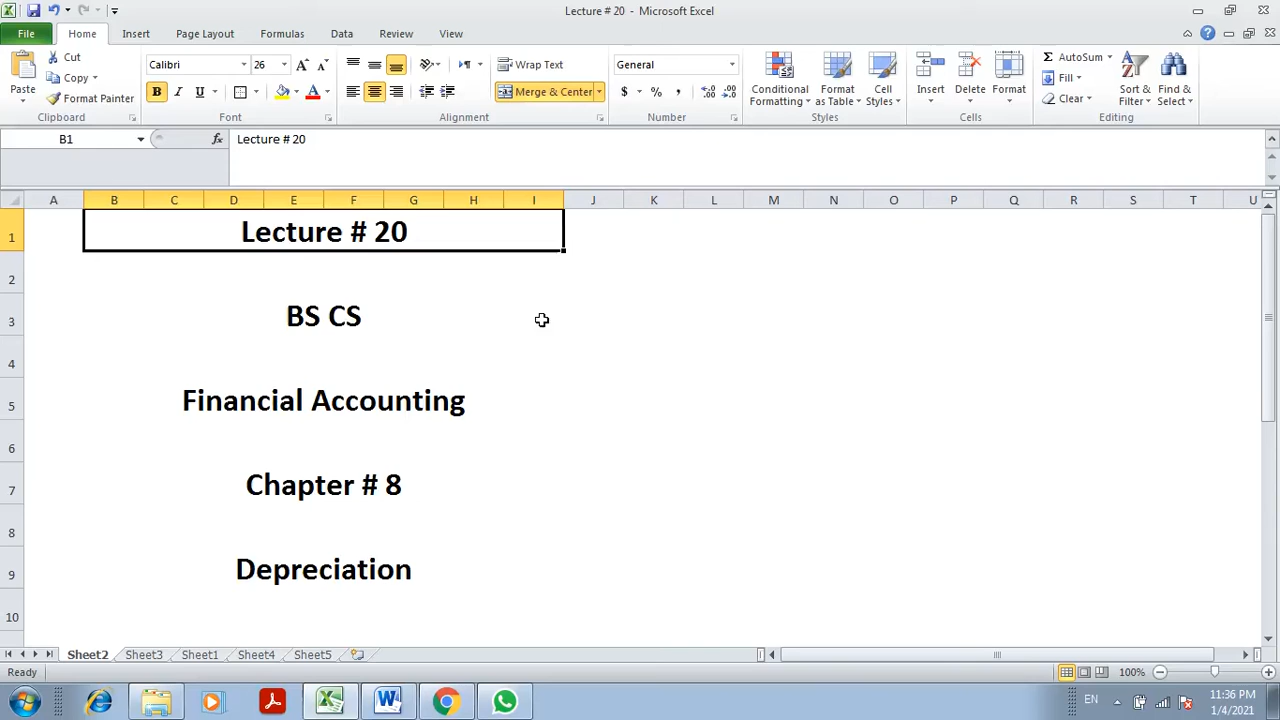 Lecture # 20 - Microsoft Excel
File Home Insert Page Layout Formulas Data Review View
Cut
Copy
Format Painter
Paste
Clipboard
Calibri 26
B I U
Font
Wrap Text
Merge & Center
Alignment
General
$ % ,
Number
Conditional Formatting
Format as Table
Cell Styles
Styles
Insert Delete Format
Cells
AutoSum
Fill
Clear
Sort & Filter
Find & Select
Editing
B1 fx Lecture # 20
A B C D E F G H I J K L M N O P Q R S T U
1 Lecture # 20
2
3 BS CS
4
5 Financial Accounting
6
7 Chapter # 8
8
9 Depreciation
10
Sheet2 Sheet3 Sheet1 Sheet4 Sheet5
Ready 100%
EN 11:36 PM
1/4/2021